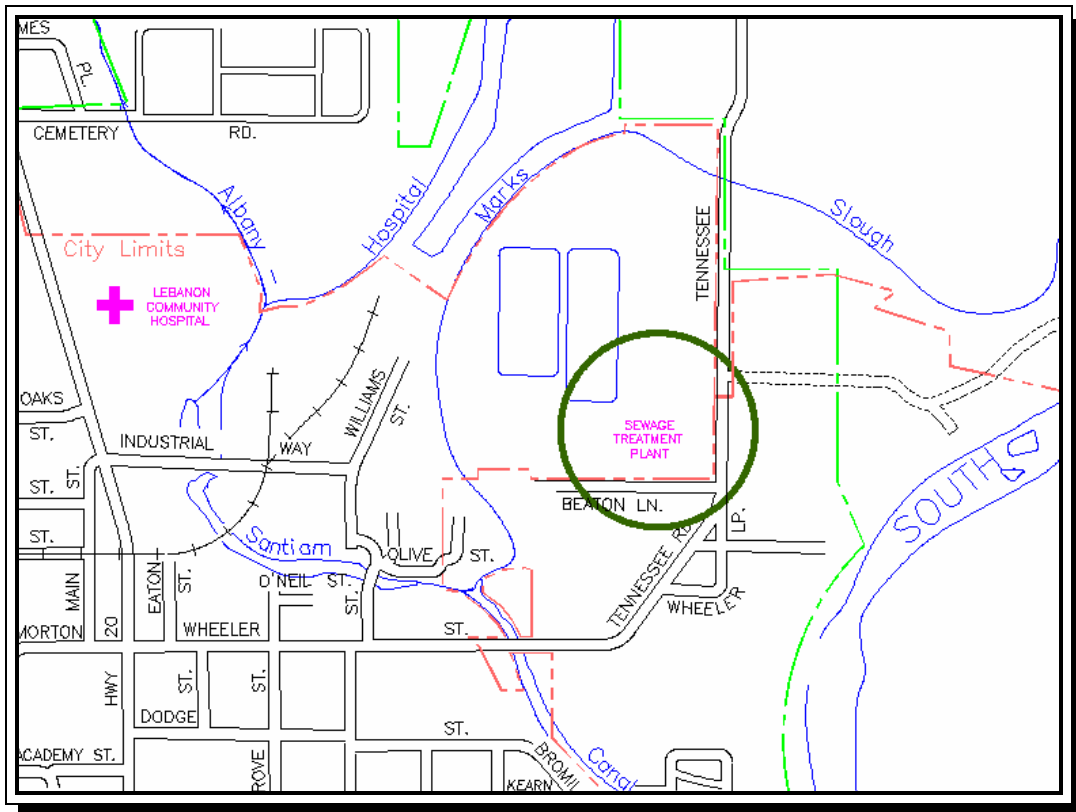 MES
PL.
CEMETERY RD.
Albany
Hospital
Marks
Slough
TENNESSEE
City Limits
LEBANON
COMMUNITY
HOSPITAL
OAKS
ST.
INDUSTRIAL WAY
WILLIAMS
ST.
SEWAGE
TREATMENT
PLANT
SOUTH
ST.
ST.
ST.
BEATON LN.
LP.
Santiam
OLIVE ST.
TENNESSEE RD.
O'NEIL ST.
MAIN
20
HWY
EATON
ST.
ST.
WHEELER
MORTON
WHEELER
ST.
ST.
ST.
DODGE
ST.
ACADEMY ST.
ROVE
BROMI
Canal
KEARN